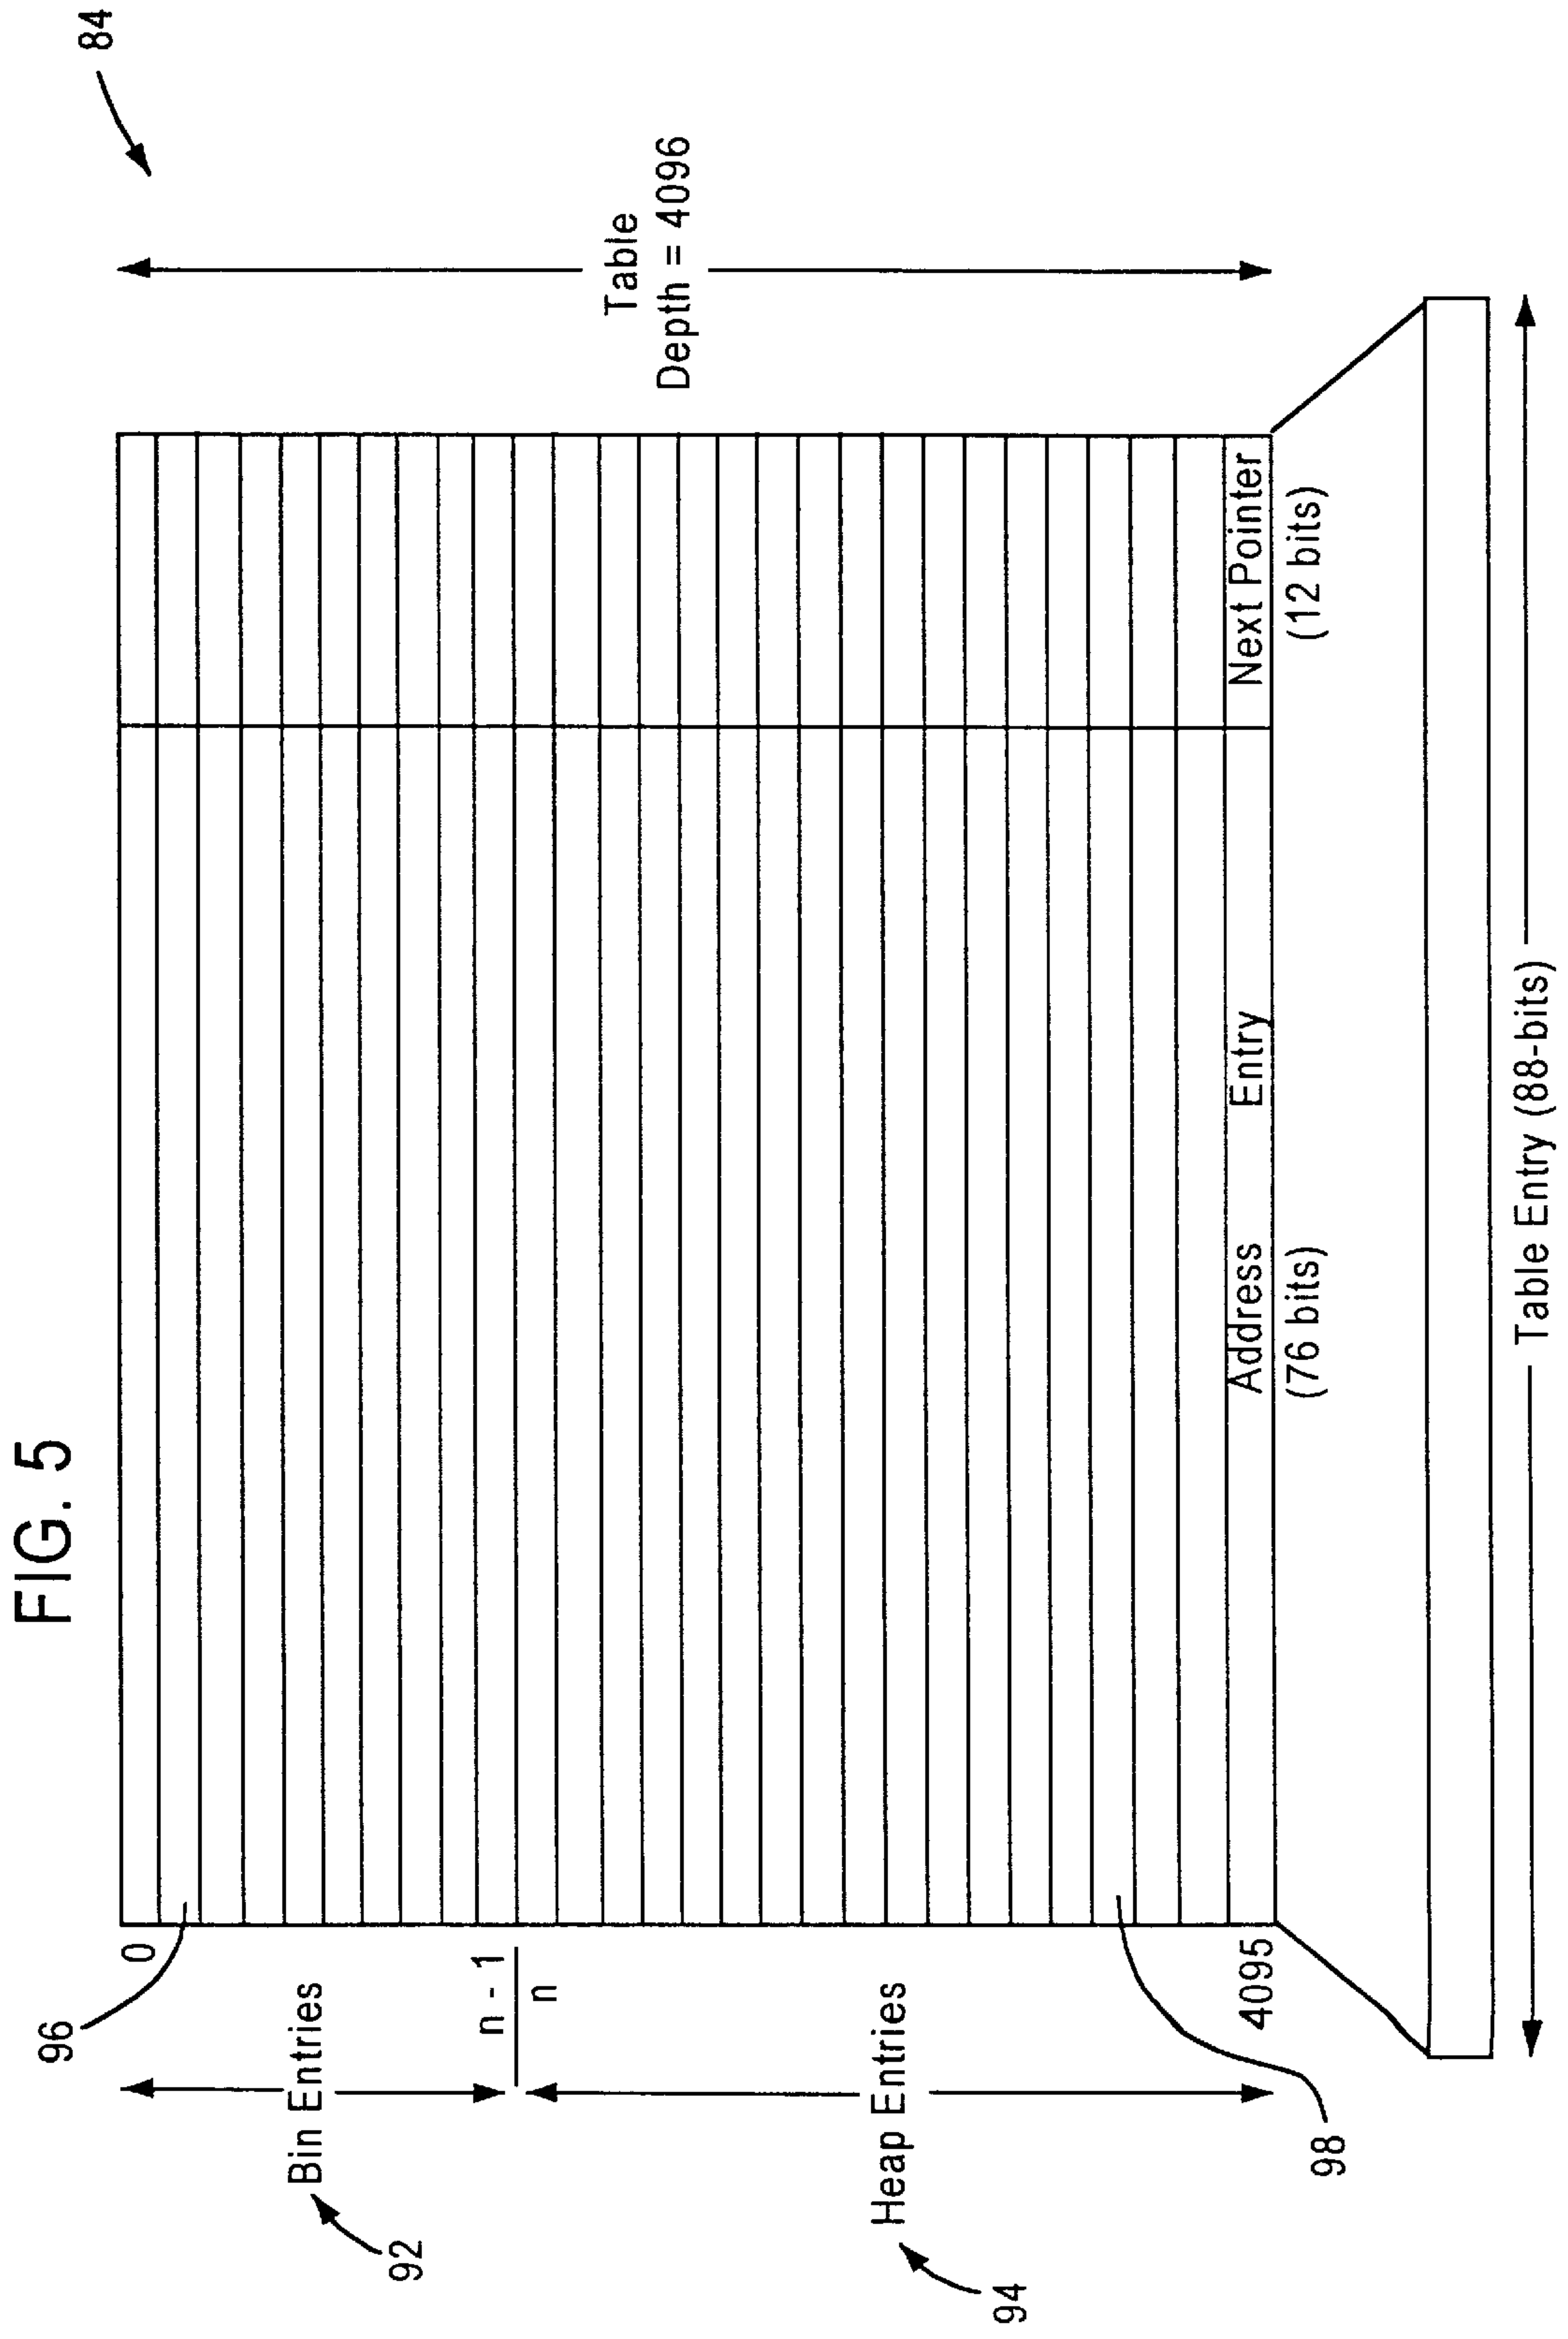 FIG. 5
84
96
0
Bin Entries
92
n - 1
n
Table
Depth = 4096
Heap Entries
94
98
4095
Address Entry
Next Pointer
(76 bits)
(12 bits)
Table Entry (88-bits)